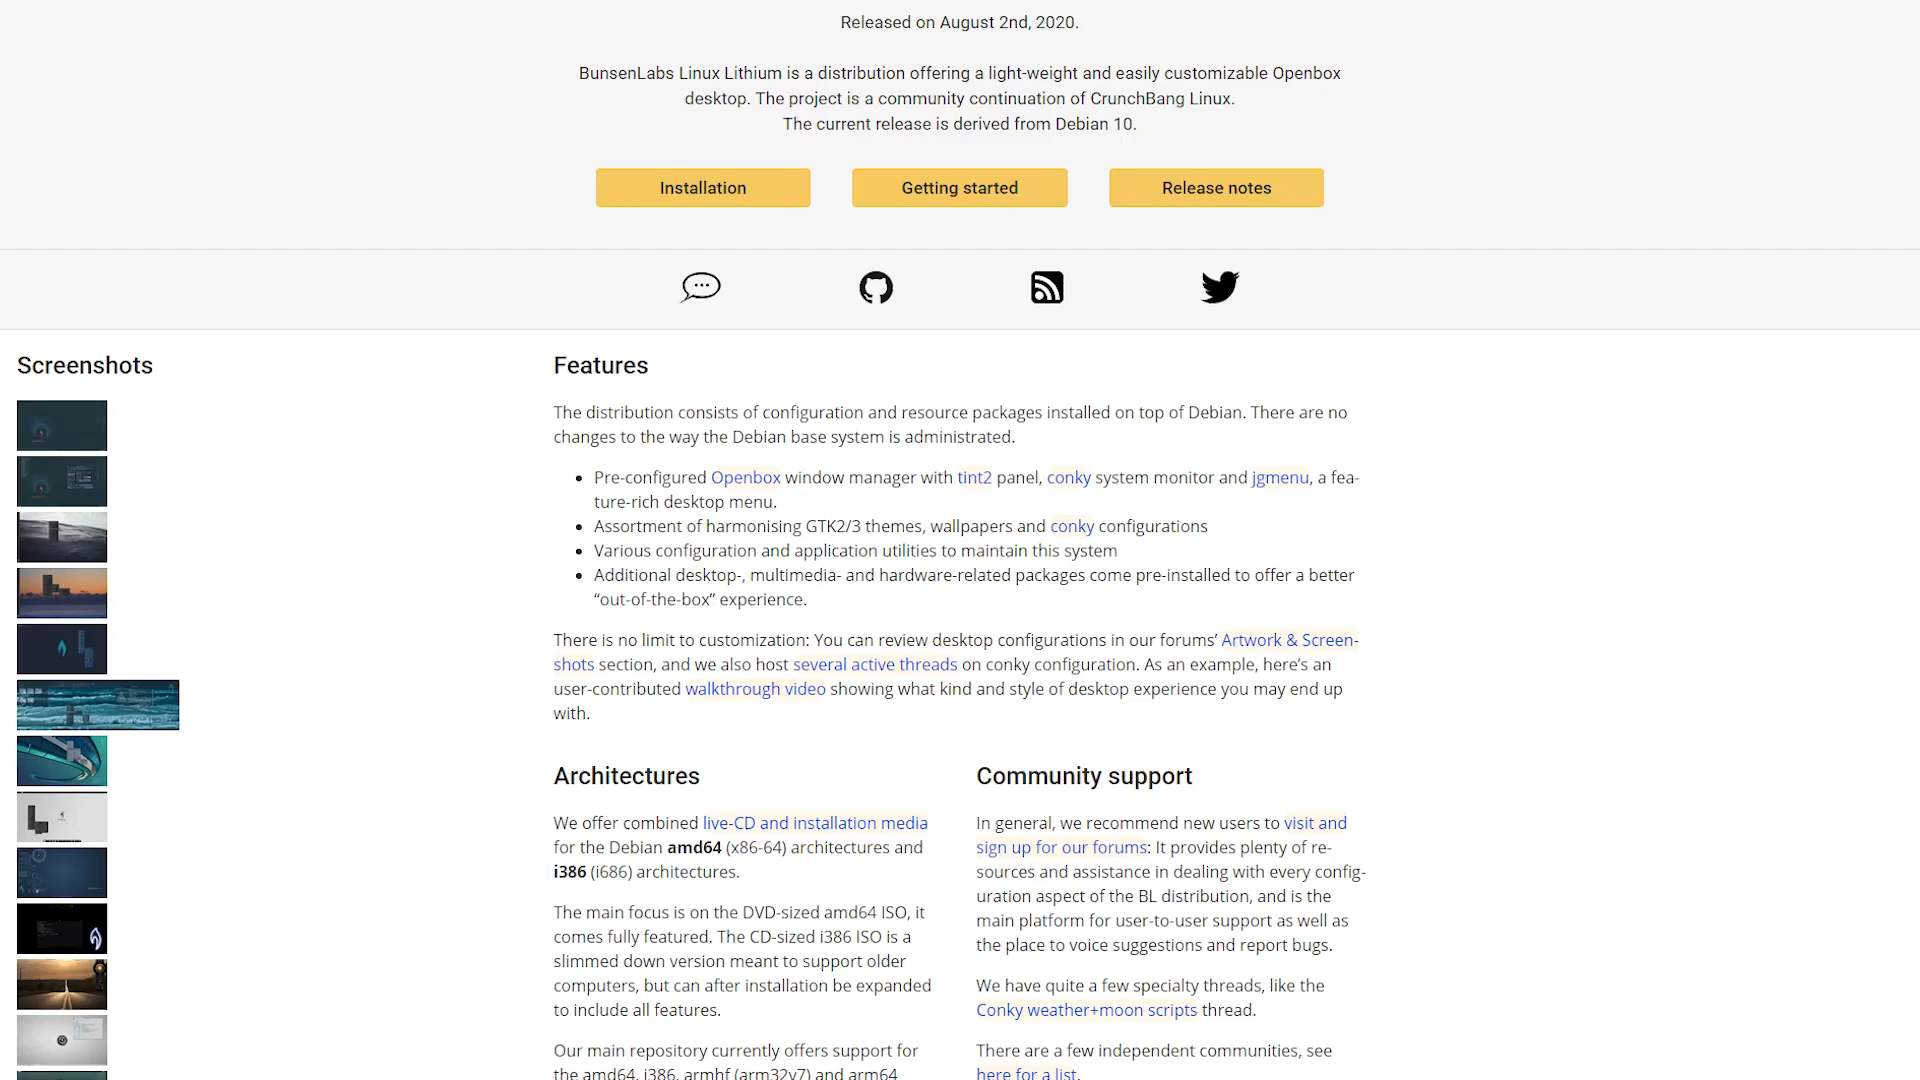 Released on August 2nd, 2020.
BunsenLabs Linux Lithium is a distribution offering a light-weight and easily customizable Openbox
desktop. The project is a community continuation of CrunchBang Linux.
The current release is derived from Debian 10.
Installation
Getting started
Release notes
Screenshots
Features
The distribution consists of configuration and resource packages installed on top of Debian. There are no
changes to the way the Debian base system is administrated.
Pre-configured Openbox window manager with tint2 panel, conky system monitor and jgmenu, a fea-
ture-rich desktop menu.
Assortment of harmonising GTK2/3 themes, wallpapers and conky configurations
Various configuration and application utilities to maintain this system
Additional desktop-, multimedia- and hardware-related packages come pre-installed to offer a better
“out-of-the-box” experience.
There is no limit to customization: You can review desktop configurations in our forums’ Artwork & Screen-
shots section, and we also host several active threads on conky configuration. As an example, here’s an
user-contributed walkthrough video showing what kind and style of desktop experience you may end up
with.
Architectures
We offer combined live-CD and installation media
for the Debian amd64 (x86-64) architectures and
i386 (i686) architectures.
The main focus is on the DVD-sized amd64 ISO, it
comes fully featured. The CD-sized i386 ISO is a
slimmed down version meant to support older
computers, but can after installation be expanded
to include all features.
Our main repository currently offers support for
the amd64, i386, armhf (arm32v7) and arm64
Community support
In general, we recommend new users to visit and
sign up for our forums: It provides plenty of re-
sources and assistance in dealing with every config-
uration aspect of the BL distribution, and is the
main platform for user-to-user support as well as
the place to voice suggestions and report bugs.
We have quite a few specialty threads, like the
Conky weather+moon scripts thread.
There are a few independent communities, see
here for a list.